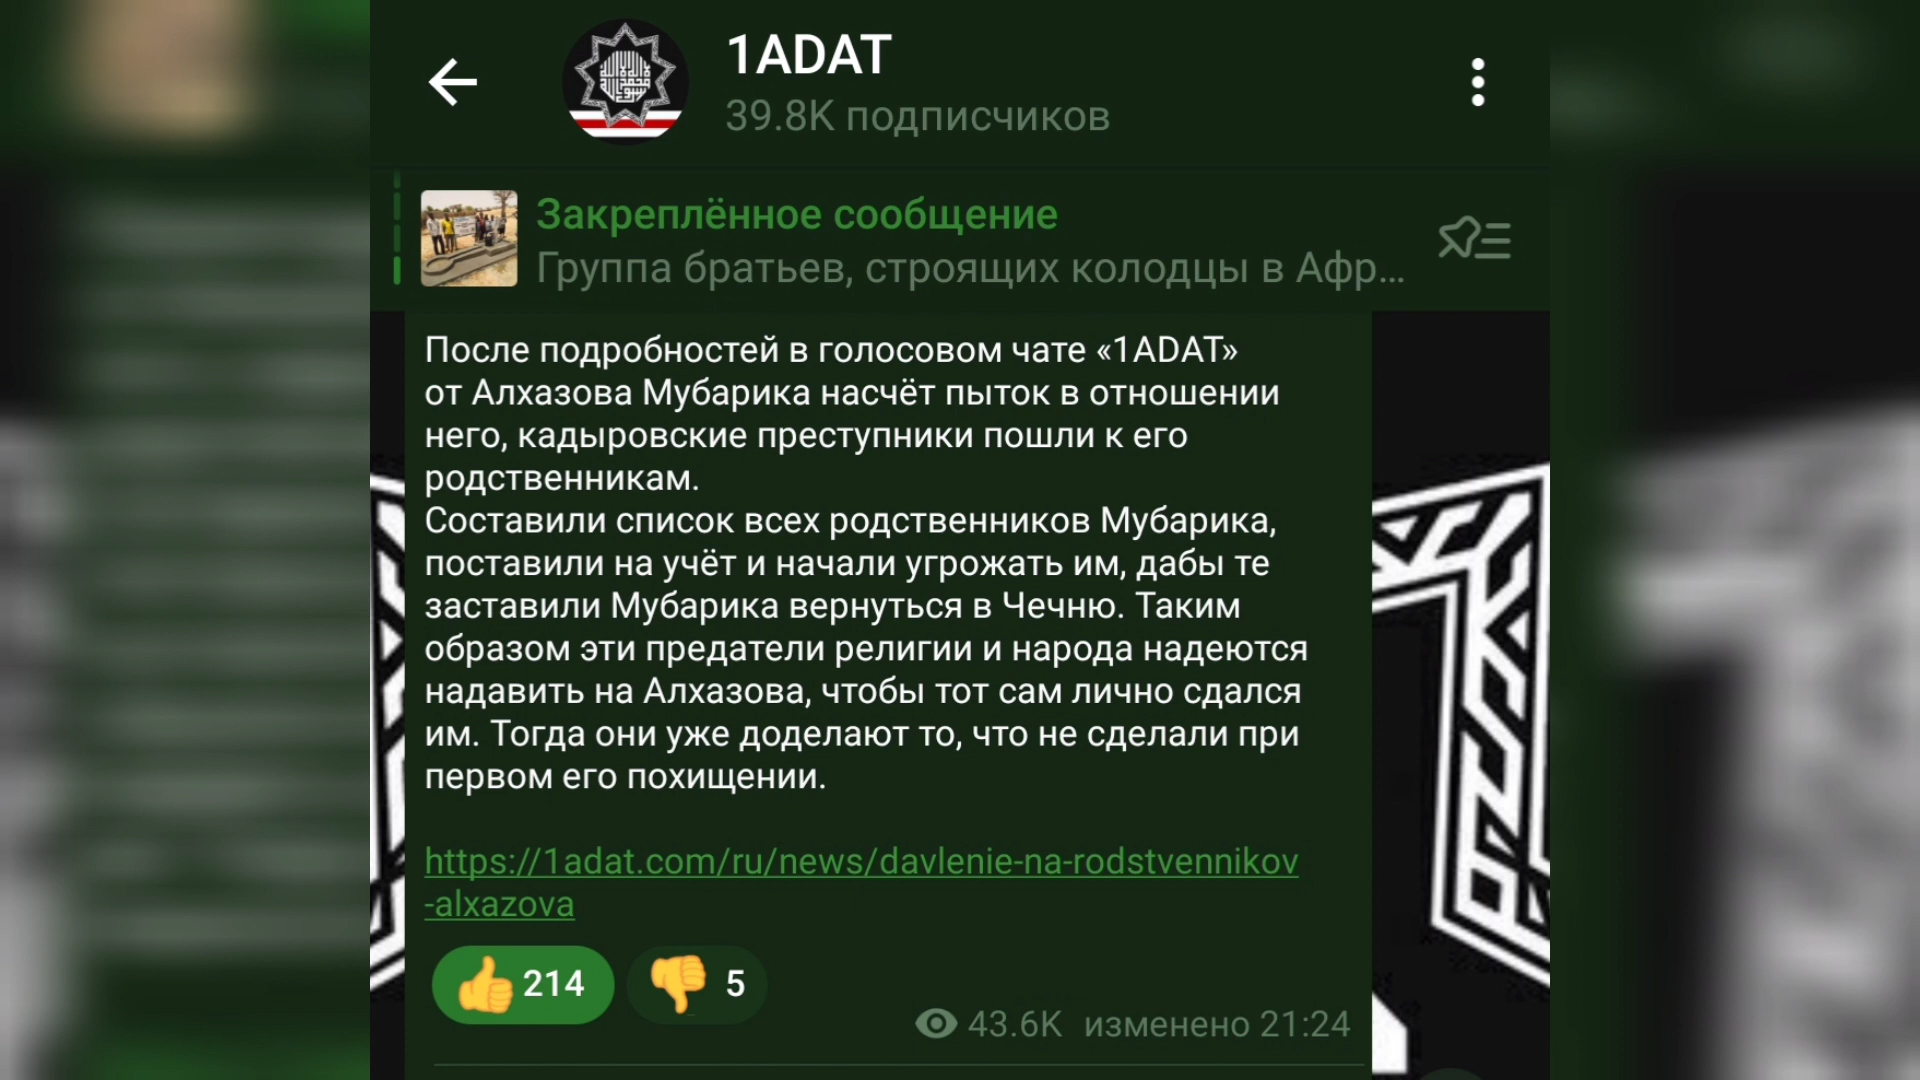 1ADAT
39.8K подписчиков
Закреплённое сообщение
Группа братьев, строящих колодцы в Афр...
После подробностей в голосовом чате «1ADAT»
от Алхазова Мубарика насчёт пыток в отношении
него, кадыровские преступники пошли к его
родственникам.
Составили список всех родственников Мубарика,
поставили на учёт и начали угрожать им, дабы те
заставили Мубарика вернуться в Чечню. Таким
образом эти предатели религии и народа надеются
надавить на Алхазова, чтобы тот сам лично сдался
им. Тогда они уже доделают то, что не сделали при
первом его похищении.
https://1adat.com/ru/news/davlenie-na-rodstvennikov
-alxazova
214 5
43.6K изменено 21:24